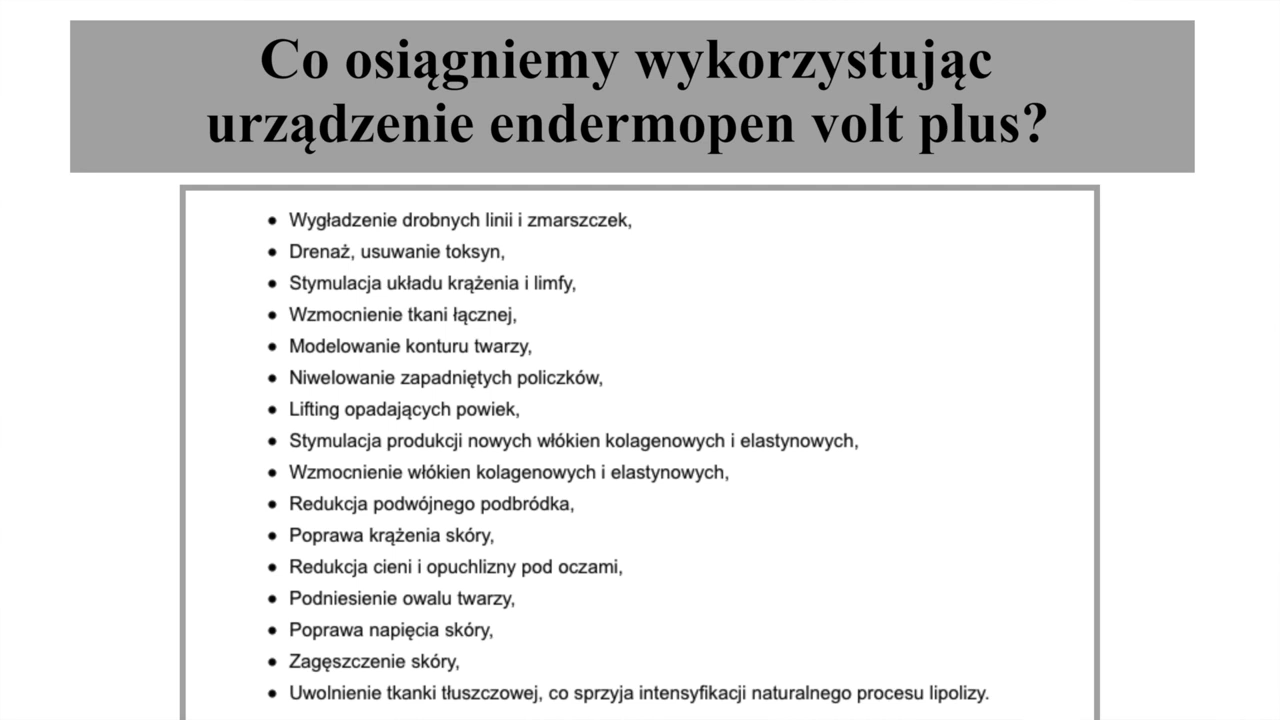 Co osiągniemy wykorzystując
urządzenie endermopen volt plus?
• Wygładzenie drobnych linii i zmarszczek,
• Drenaż, usuwanie toksyn,
• Stymulacja układu krążenia i limfy,
• Wzmocnienie tkani łącznej,
• Modelowanie konturu twarzy,
• Niwelowanie zapadniętych policzków,
• Lifting opadających powiek,
• Stymulacja produkcji nowych włókien kolagenowych i elastynowych,
• Wzmocnienie włókien kolagenowych i elastynowych,
• Redukcja podwójnego podbródka,
• Poprawa krążenia skóry,
• Redukcja cieni i opuchlizny pod oczami,
• Podniesienie owalu twarzy,
• Poprawa napięcia skóry,
• Zagęszczenie skóry,
• Uwolnienie tkanki tłuszczowej, co sprzyja intensyfikacji naturalnego procesu lipolizy.